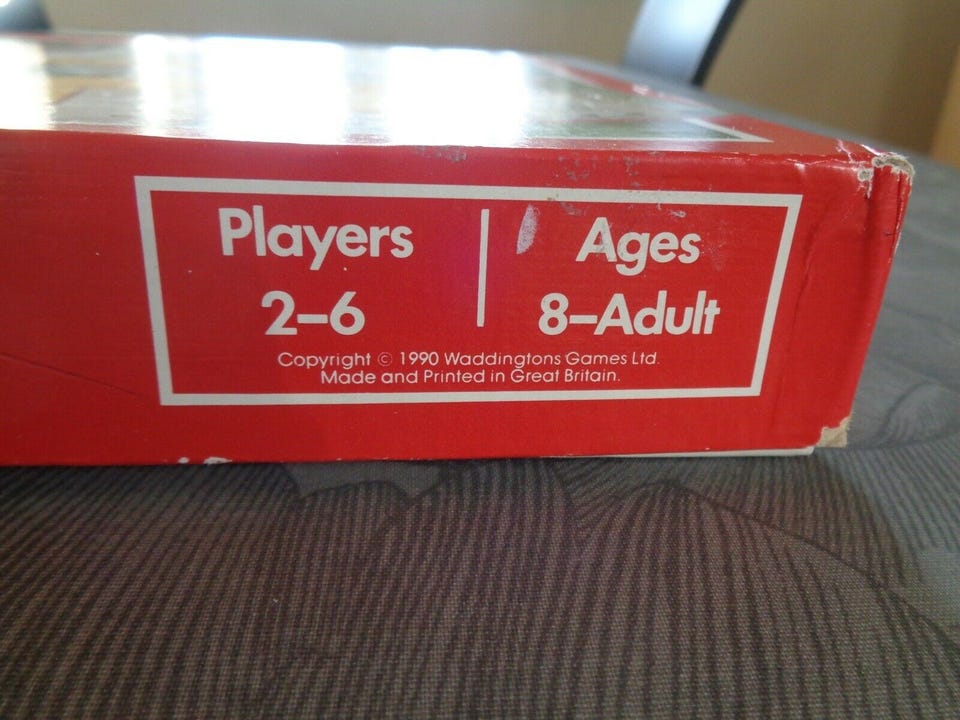 Players
2–6
Ages
8–Adult
Copyright © 1990 Waddingtons Games Ltd.
Made and Printed in Great Britain.